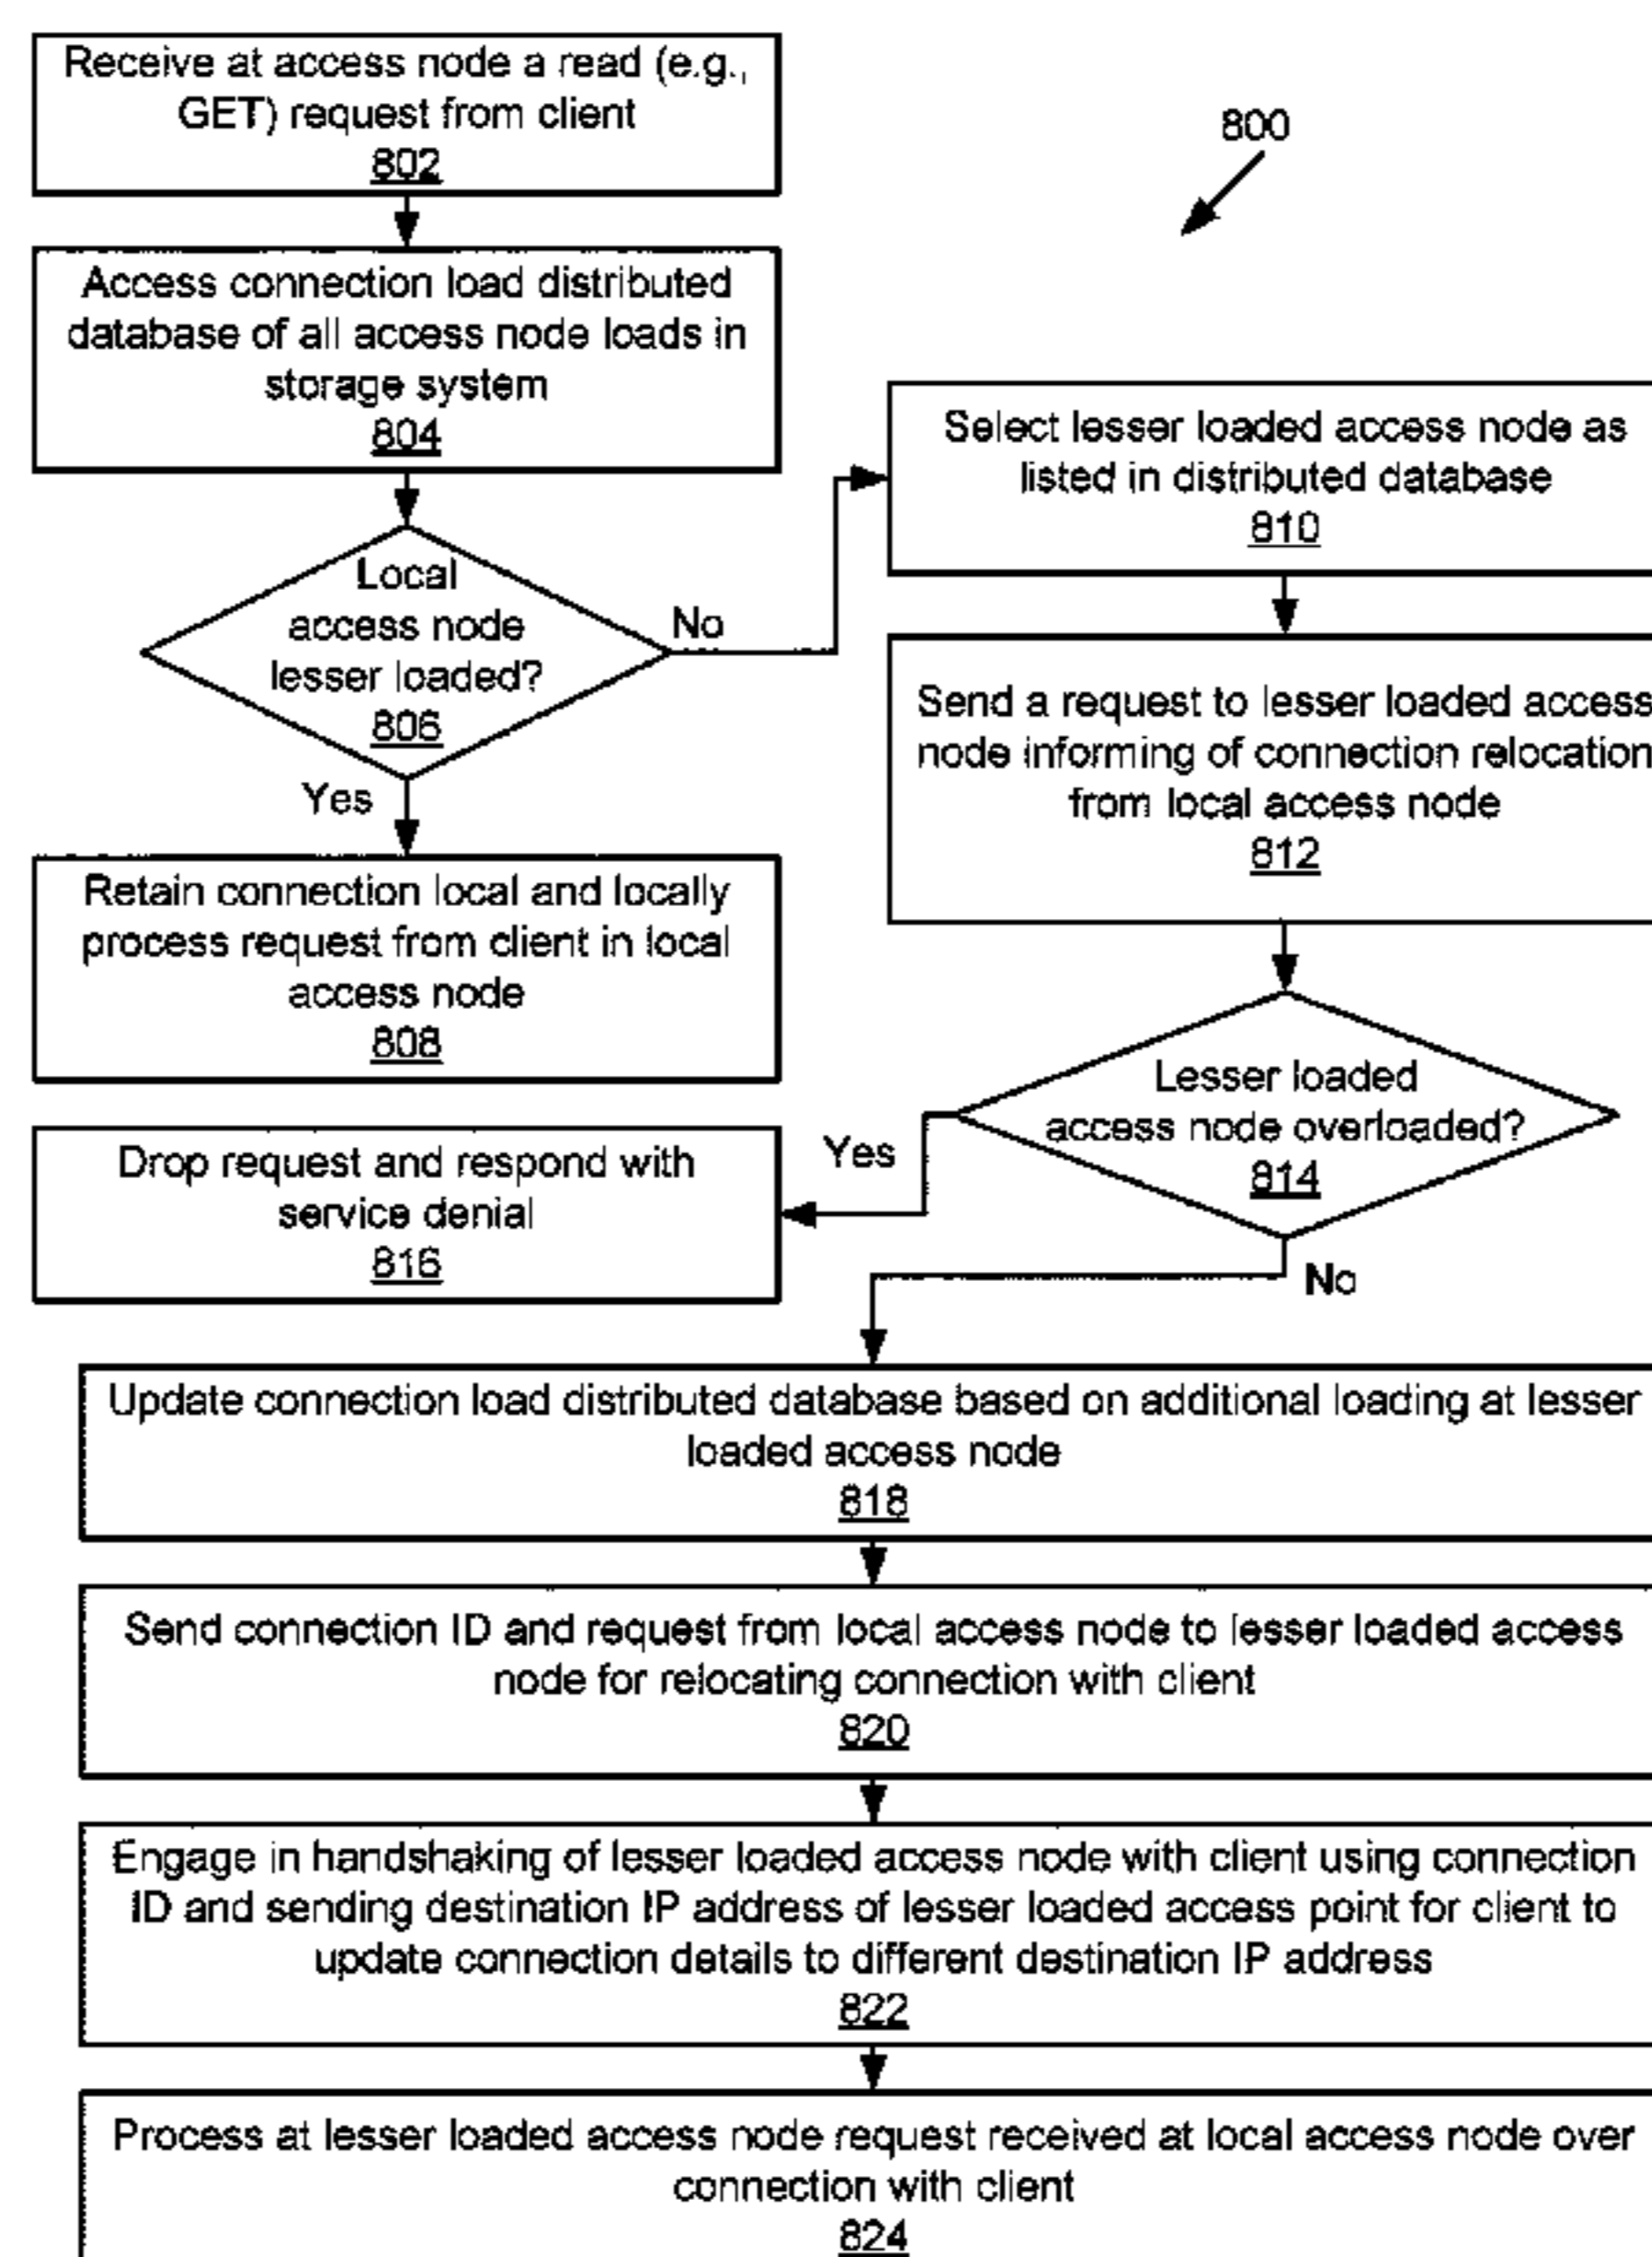 Receive at access node a read (e.g.,
GET) request from client
802
800
Access connection load distributed
database of all access node loads in
storage system
804
Local
access node
lesser loaded?
806
No
Yes
Retain connection local and locally
process request from client in local
access node
808
Select lesser loaded access node as
listed in distributed database
810
Send a request to lesser loaded access
node informing of connection relocation
from local access node
812
Lesser loaded
access node overloaded?
814
Yes
Drop request and respond with
service denial
816
No
Update connection load distributed database based on additional loading at lesser
loaded access node
818
Send connection ID and request from local access node to lesser loaded access
node for relocating connection with client
820
Engage in handshaking of lesser loaded access node with client using connection
ID and sending destination IP address of lesser loaded access point for client to
update connection details to different destination IP address
822
Process at lesser loaded access node request received at local access node over
connection with client
824